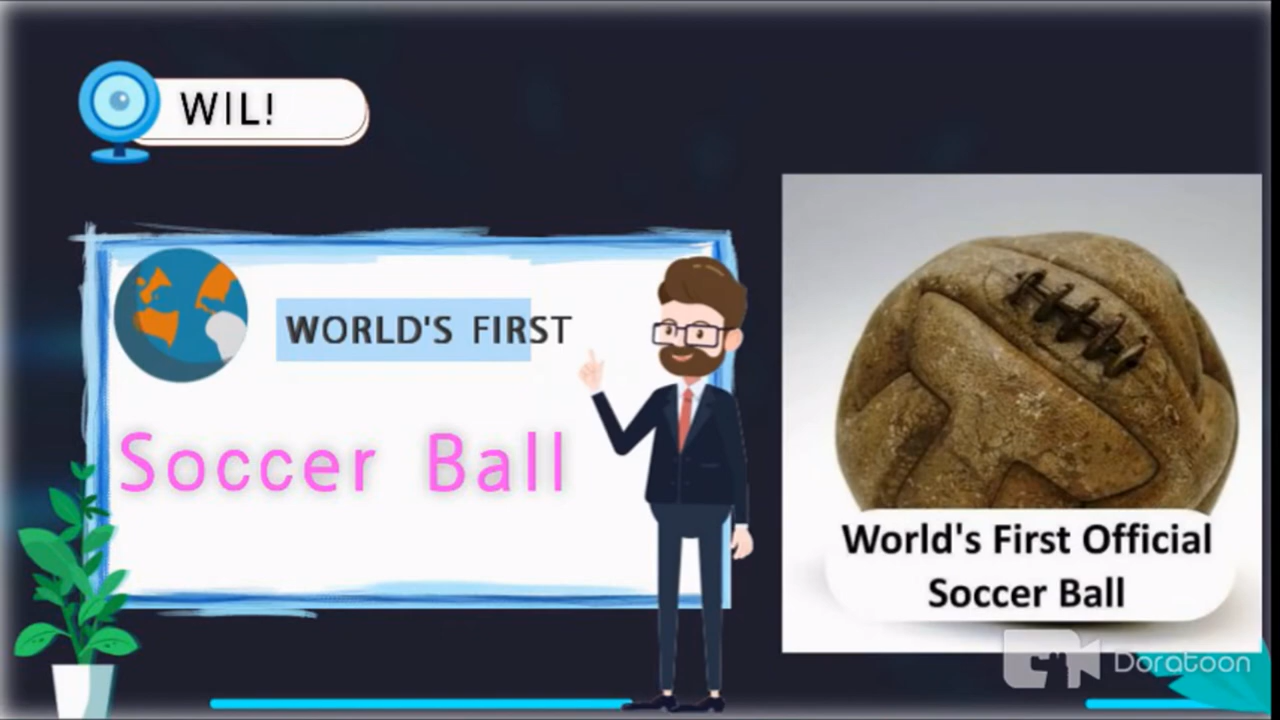 WIL!
WORLD'S FIRST
Soccer Ball
World's First Official
Soccer Ball
Doratoon